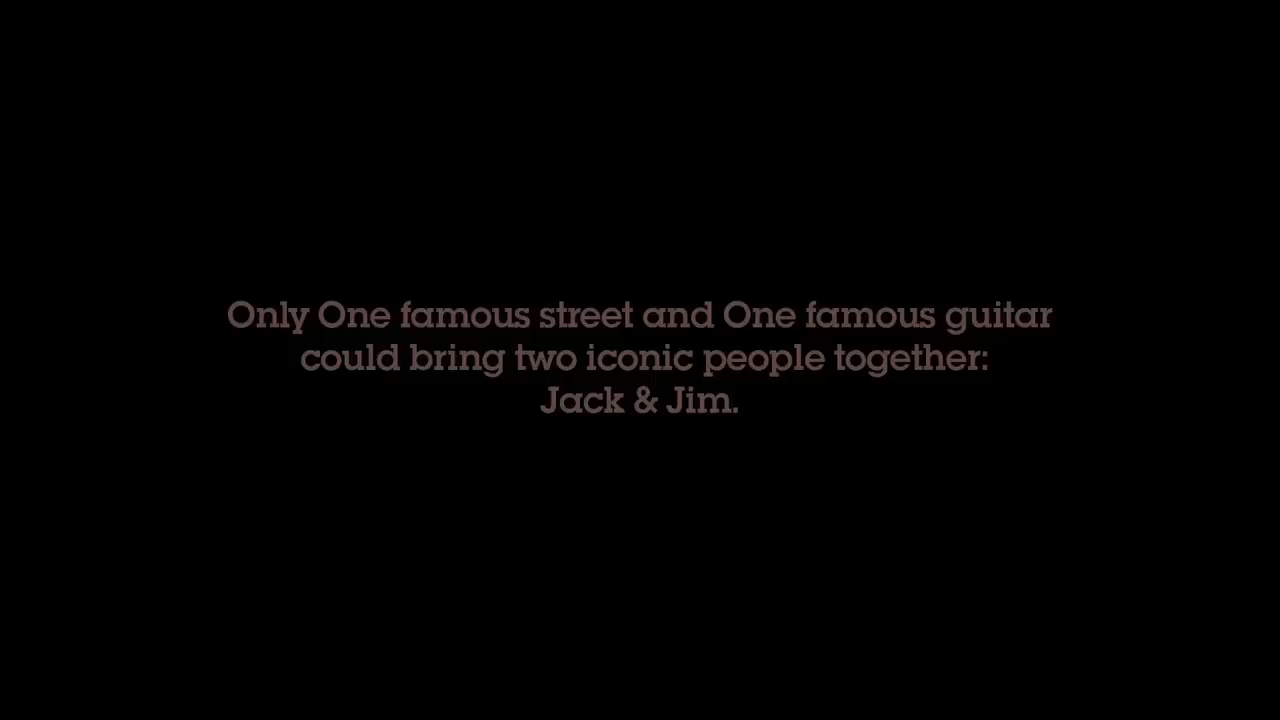 Only One famous street and One famous guitar
could bring two iconic people together:
Jack & Jim.